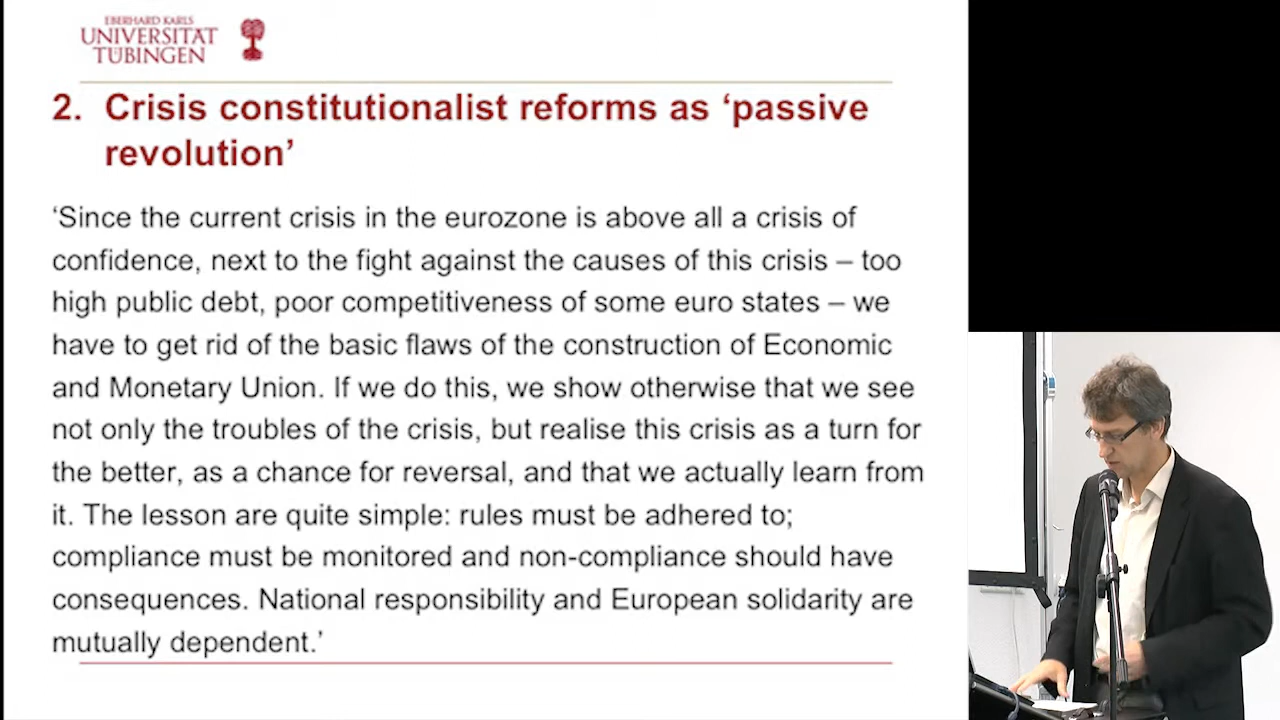 EBERHARD KARLS
UNIVERSITÄT
TÜBINGEN
2. Crisis constitutionalist reforms as ‘passive
revolution’
‘Since the current crisis in the eurozone is above all a crisis of
confidence, next to the fight against the causes of this crisis – too
high public debt, poor competitiveness of some euro states – we
have to get rid of the basic flaws of the construction of Economic
and Monetary Union. If we do this, we show otherwise that we see
not only the troubles of the crisis, but realise this crisis as a turn for
the better, as a chance for reversal, and that we actually learn from
it. The lesson are quite simple: rules must be adhered to;
compliance must be monitored and non-compliance should have
consequences. National responsibility and European solidarity are
mutually dependent.’